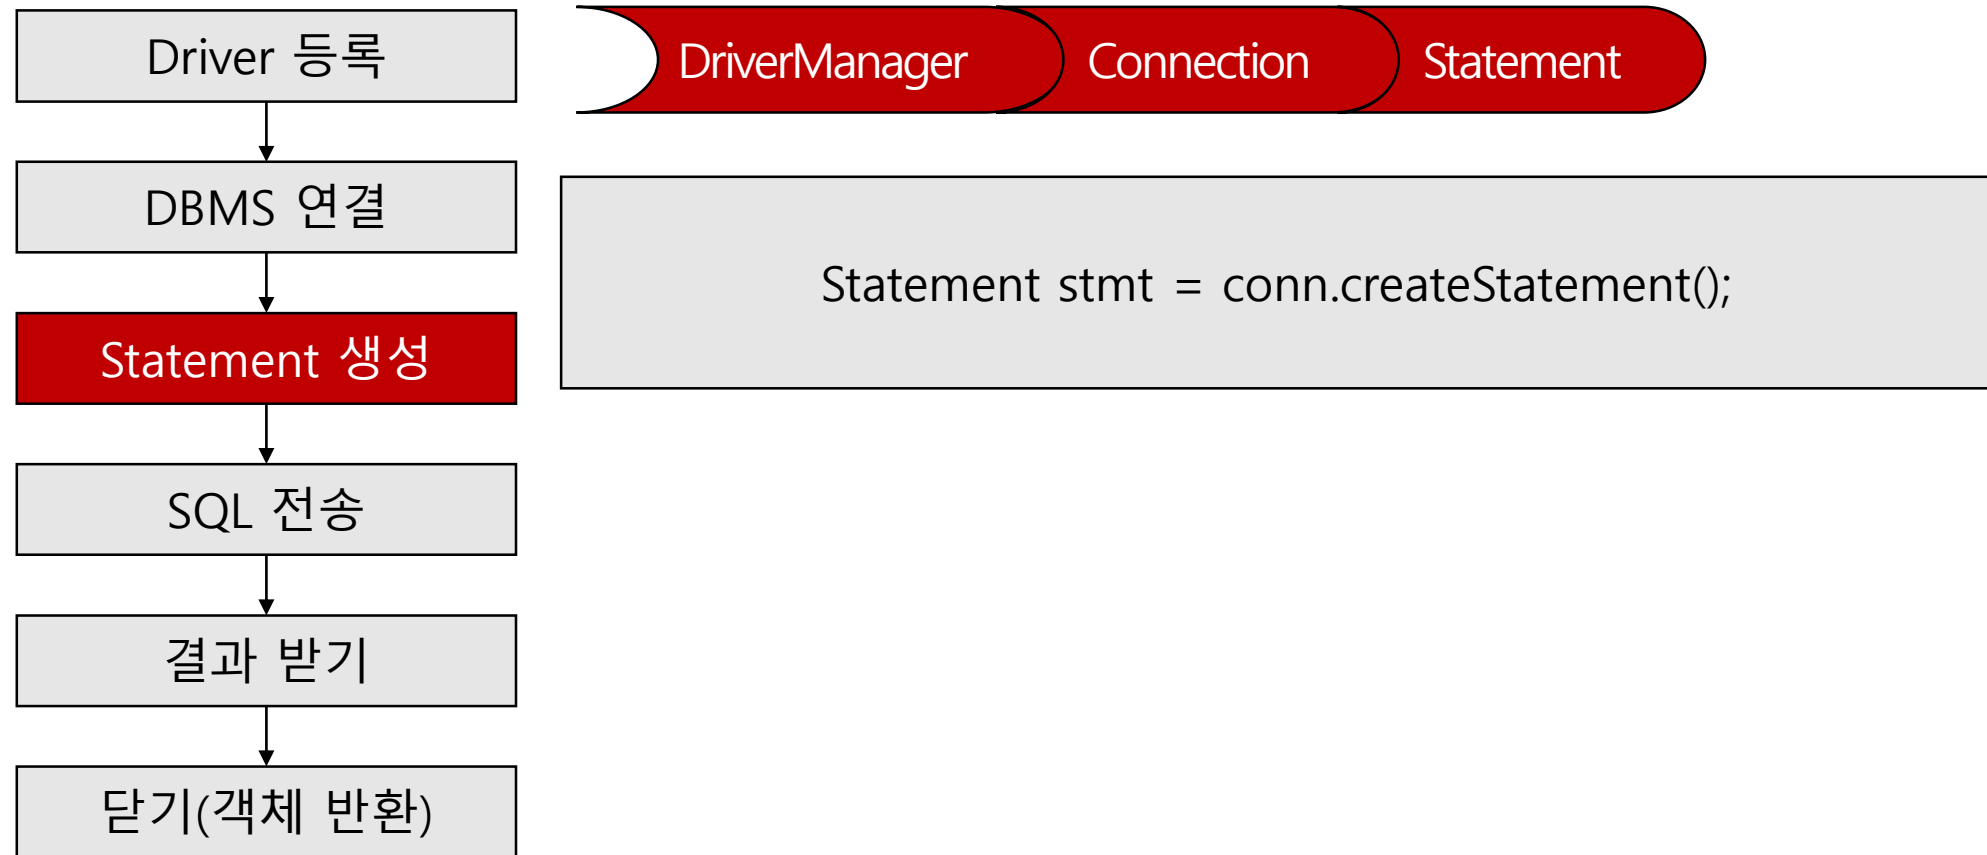 Driver 등록
DBMS 연결
Statement 생성
SQL 전송
결과 받기
닫기(객체 반환)
DriverManager
Connection
Statement
Statement stmt = conn.createStatement();